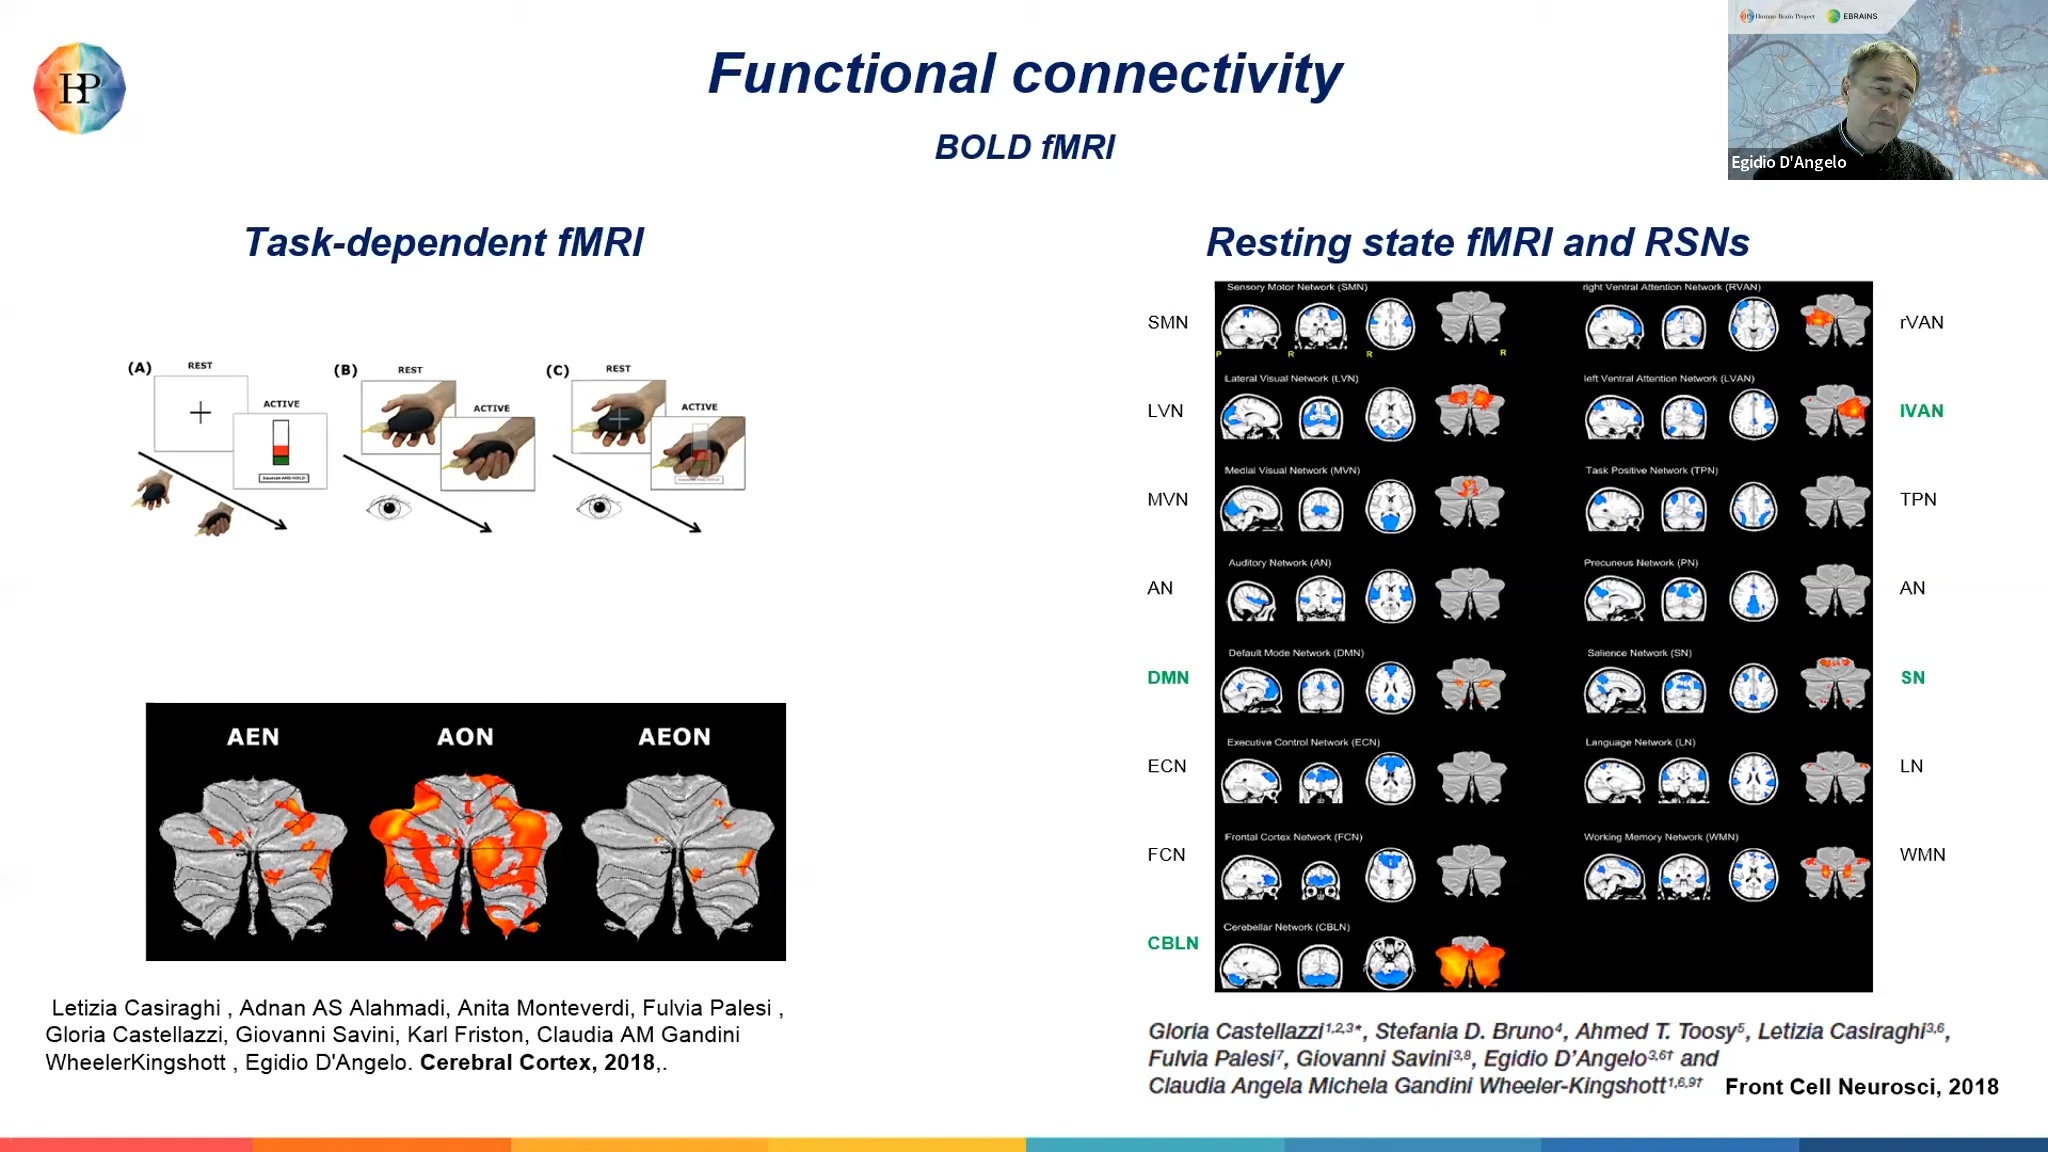 Human Brain Project
EBRAINS
Egidio D'Angelo
HP
Functional connectivity
BOLD fMRI
Task-dependent fMRI
(A)
REST
ACTIVE
Squeeze AND HOLD
(B)
REST
ACTIVE
(C)
REST
ACTIVE
AEN
AON
AEON
Letizia Casiraghi , Adnan AS Alahmadi, Anita Monteverdi, Fulvia Palesi ,
Gloria Castellazzi, Giovanni Savini, Karl Friston, Claudia AM Gandini
WheelerKingshott , Egidio D'Angelo. Cerebral Cortex, 2018,.
Resting state fMRI and RSNs
SMN
LVN
MVN
AN
DMN
ECN
FCN
CBLN
Sensory Motor Network (SMN)
P
R
R
R
Lateral Visual Network (LVN)
Medial Visual Network (MVN)
Auditory Network (AN)
Default Mode Network (DMN)
Executive Control Network (ECN)
Frontal Cortex Network (FCN)
Cerebellar Network (CBLN)
right Ventral Attention Network (RVAN)
left Ventral Attention Network (LVAN)
Task Positive Network (TPN)
Precuneus Network (PN)
Salience Network (SN)
Language Network (LN)
Working Memory Network (WMN)
rVAN
lVAN
TPN
AN
SN
LN
WMN
Gloria Castellazzi1,2,3*, Stefania D. Bruno4, Ahmed T. Toosy5, Letizia Casiraghi3,6,
Fulvia Palesi7, Giovanni Savini3,8, Egidio D'Angelo3,6† and
Claudia Angela Michela Gandini Wheeler-Kingshott1,6,9† Front Cell Neurosci, 2018